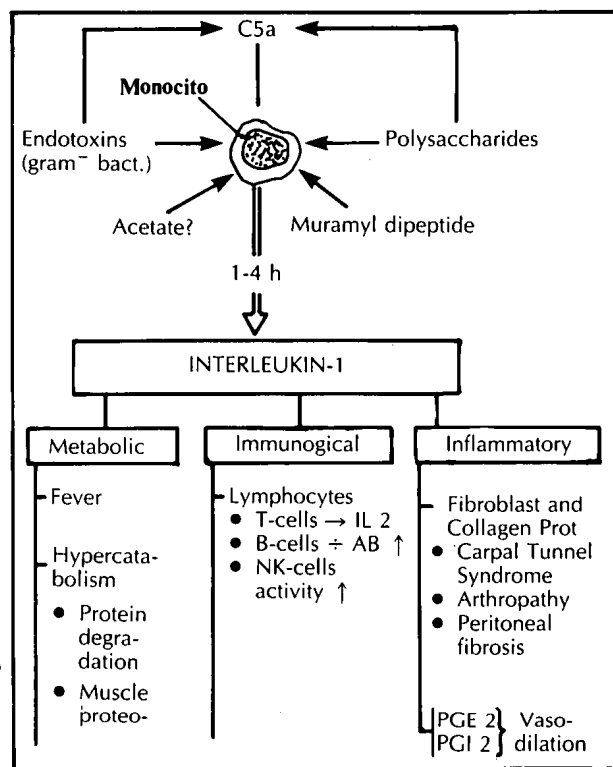 C5a
Monocito
Endotoxins
(gram⁻ bact.)
Polysaccharides
Acetate?
Muramyl dipeptide
1-4 h
INTERLEUKIN-1
Metabolic
Fever
Hypercata-
bolism
● Protein
degra-
dation
● Muscle
proteo-
Immunogical
Lymphocytes
● T-cells → IL 2
● B-cells ÷ AB ↑
● NK-cells
activity ↑
Inflammatory
Fibroblast and
Collagen Prot
● Carpal Tunnel
Syndrome
● Arthropathy
● Peritoneal
fibrosis
PGE 2
PGI 2
Vaso-
dilation